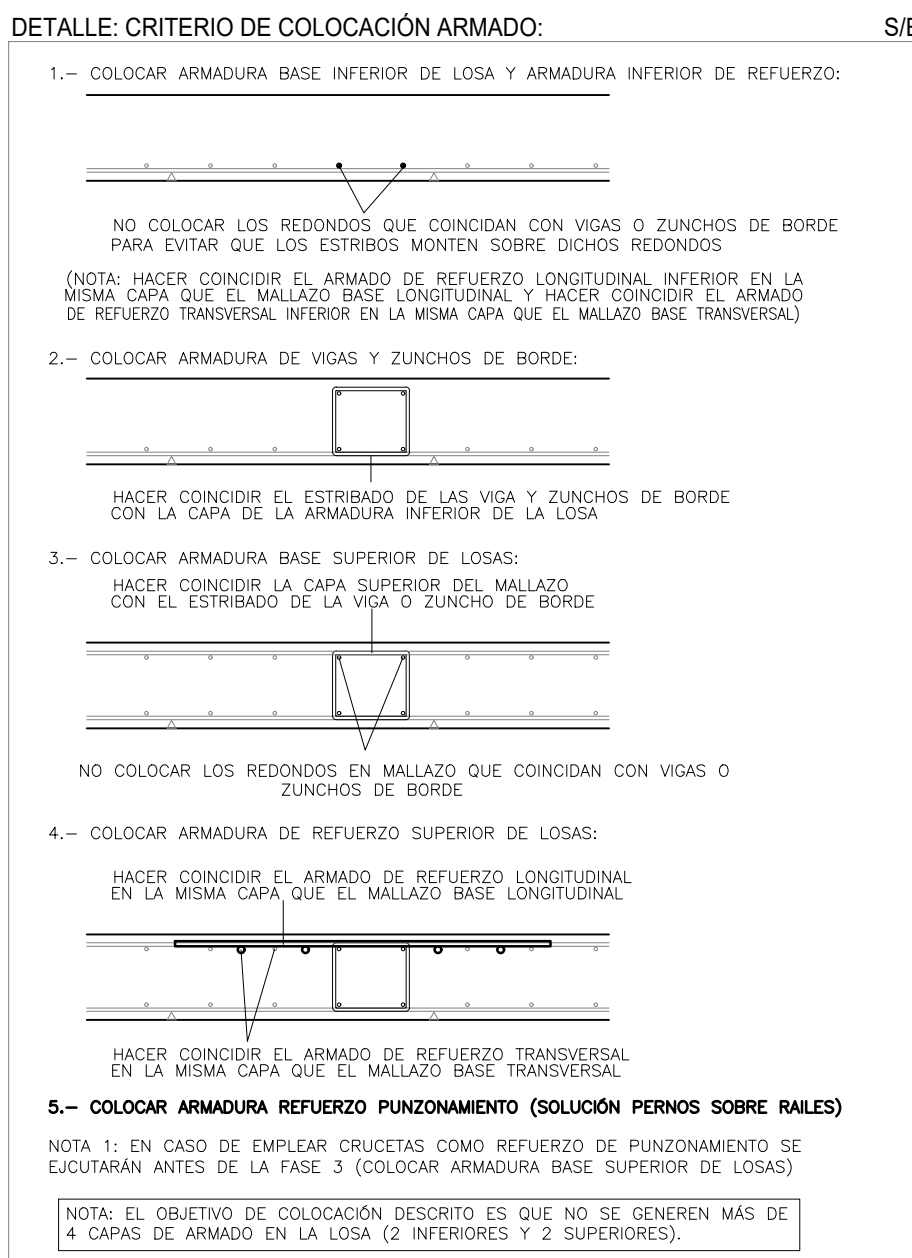 DETALLE: CRITERIO DE COLOCACIÓN ARMADO:
S/E
1.– COLOCAR ARMADURA BASE INFERIOR DE LOSA Y ARMADURA INFERIOR DE REFUERZO:
NO COLOCAR LOS REDONDOS QUE COINCIDAN CON VIGAS O ZUNCHOS DE BORDE
PARA EVITAR QUE LOS ESTRIBOS MONTEN SOBRE DICHOS REDONDOS
(NOTA: HACER COINCIDIR EL ARMADO DE REFUERZO LONGITUDINAL INFERIOR EN LA
MISMA CAPA QUE EL MALLAZO BASE LONGITUDINAL Y HACER COINCIDIR EL ARMADO
DE REFUERZO TRANSVERSAL INFERIOR EN LA MISMA CAPA QUE EL MALLAZO BASE TRANSVERSAL)
2.– COLOCAR ARMADURA DE VIGAS Y ZUNCHOS DE BORDE:
HACER COINCIDIR EL ESTRIBADO DE LAS VIGA Y ZUNCHOS DE BORDE
CON LA CAPA DE LA ARMADURA INFERIOR DE LA LOSA
3.– COLOCAR ARMADURA BASE SUPERIOR DE LOSAS:
HACER COINCIDIR LA CAPA SUPERIOR DEL MALLAZO
CON EL ESTRIBADO DE LA VIGA O ZUNCHO DE BORDE
NO COLOCAR LOS REDONDOS EN MALLAZO QUE COINCIDAN CON VIGAS O
ZUNCHOS DE BORDE
4.– COLOCAR ARMADURA DE REFUERZO SUPERIOR DE LOSAS:
HACER COINCIDIR EL ARMADO DE REFUERZO LONGITUDINAL
EN LA MISMA CAPA QUE EL MALLAZO BASE LONGITUDINAL
HACER COINCIDIR EL ARMADO DE REFUERZO TRANSVERSAL
EN LA MISMA CAPA QUE EL MALLAZO BASE TRANSVERSAL
5.– COLOCAR ARMADURA REFUERZO PUNZONAMIENTO (SOLUCIÓN PERNOS SOBRE RAILES)
NOTA 1: EN CASO DE EMPLEAR CRUCETAS COMO REFUERZO DE PUNZONAMIENTO SE
EJCUTARÁN ANTES DE LA FASE 3 (COLOCAR ARMADURA BASE SUPERIOR DE LOSAS)
NOTA: EL OBJETIVO DE COLOCACIÓN DESCRITO ES QUE NO SE GENEREN MÁS DE
4 CAPAS DE ARMADO EN LA LOSA (2 INFERIORES Y 2 SUPERIORES).